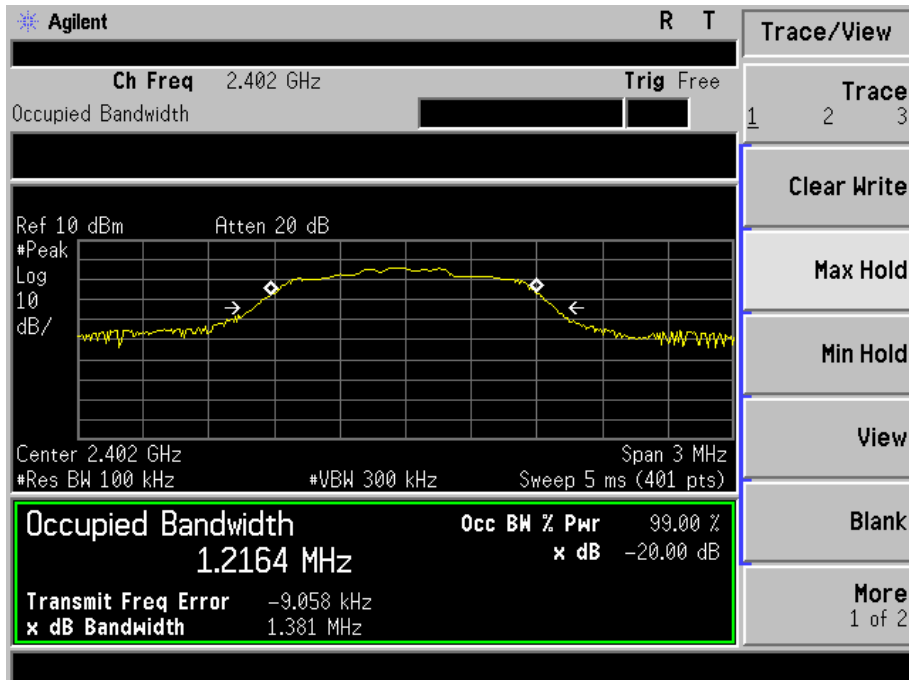 Agilent R T
Ch Freq 2.402 GHz Trig Free
Occupied Bandwidth
Ref 10 dBm Atten 20 dB
#Peak
Log
10
dB/
Center 2.402 GHz Span 3 MHz
#Res BW 100 kHz #VBW 300 kHz Sweep 5 ms (401 pts)
Occupied Bandwidth Occ BW % Pwr 99.00 %
1.2164 MHz x dB -20.00 dB
Transmit Freq Error -9.058 kHz
x dB Bandwidth 1.381 MHz
Trace/View
Trace
1 2 3
Clear Write
Max Hold
Min Hold
View
Blank
More
1 of 2